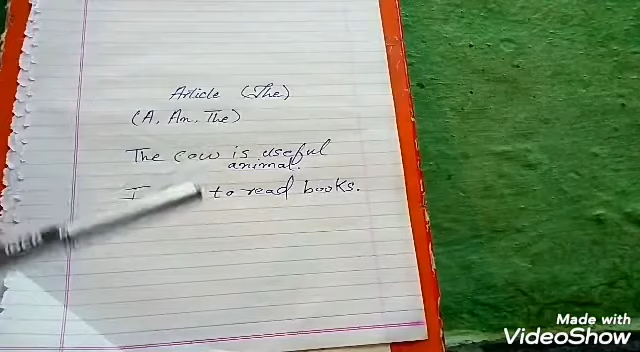 Article (The)
(A, An, The)
The cow is useful
animal.
I to read books.
Made with
VideoShow